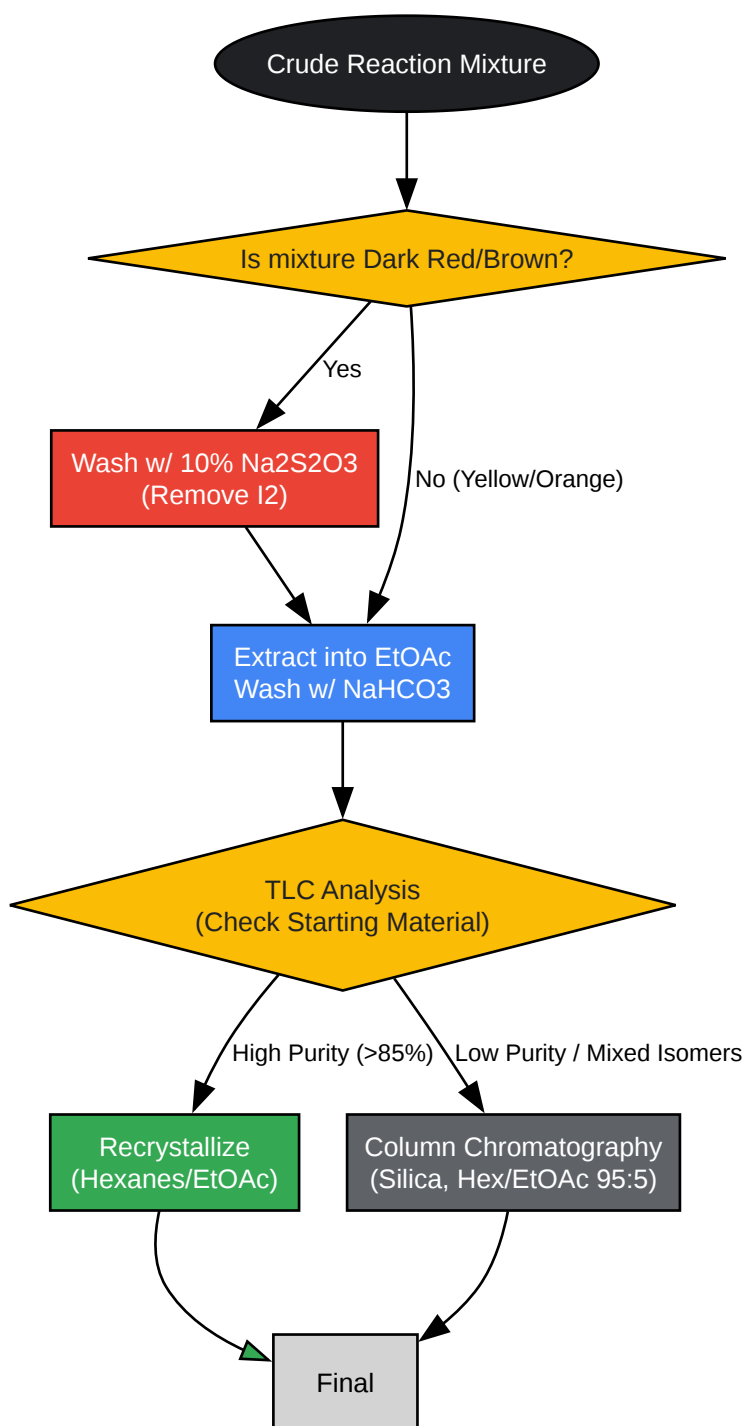 Crude Reaction Mixture
Is mixture Dark Red/Brown?
Yes
Wash w/ 10% Na2S2O3
(Remove I2)
No (Yellow/Orange)
Extract into EtOAc
Wash w/ NaHCO3
TLC Analysis
(Check Starting Material)
High Purity (>85%)
Low Purity / Mixed Isomers
Recrystallize
(Hexanes/EtOAc)
Column Chromatography
(Silica, Hex/EtOAc 95:5)
Final